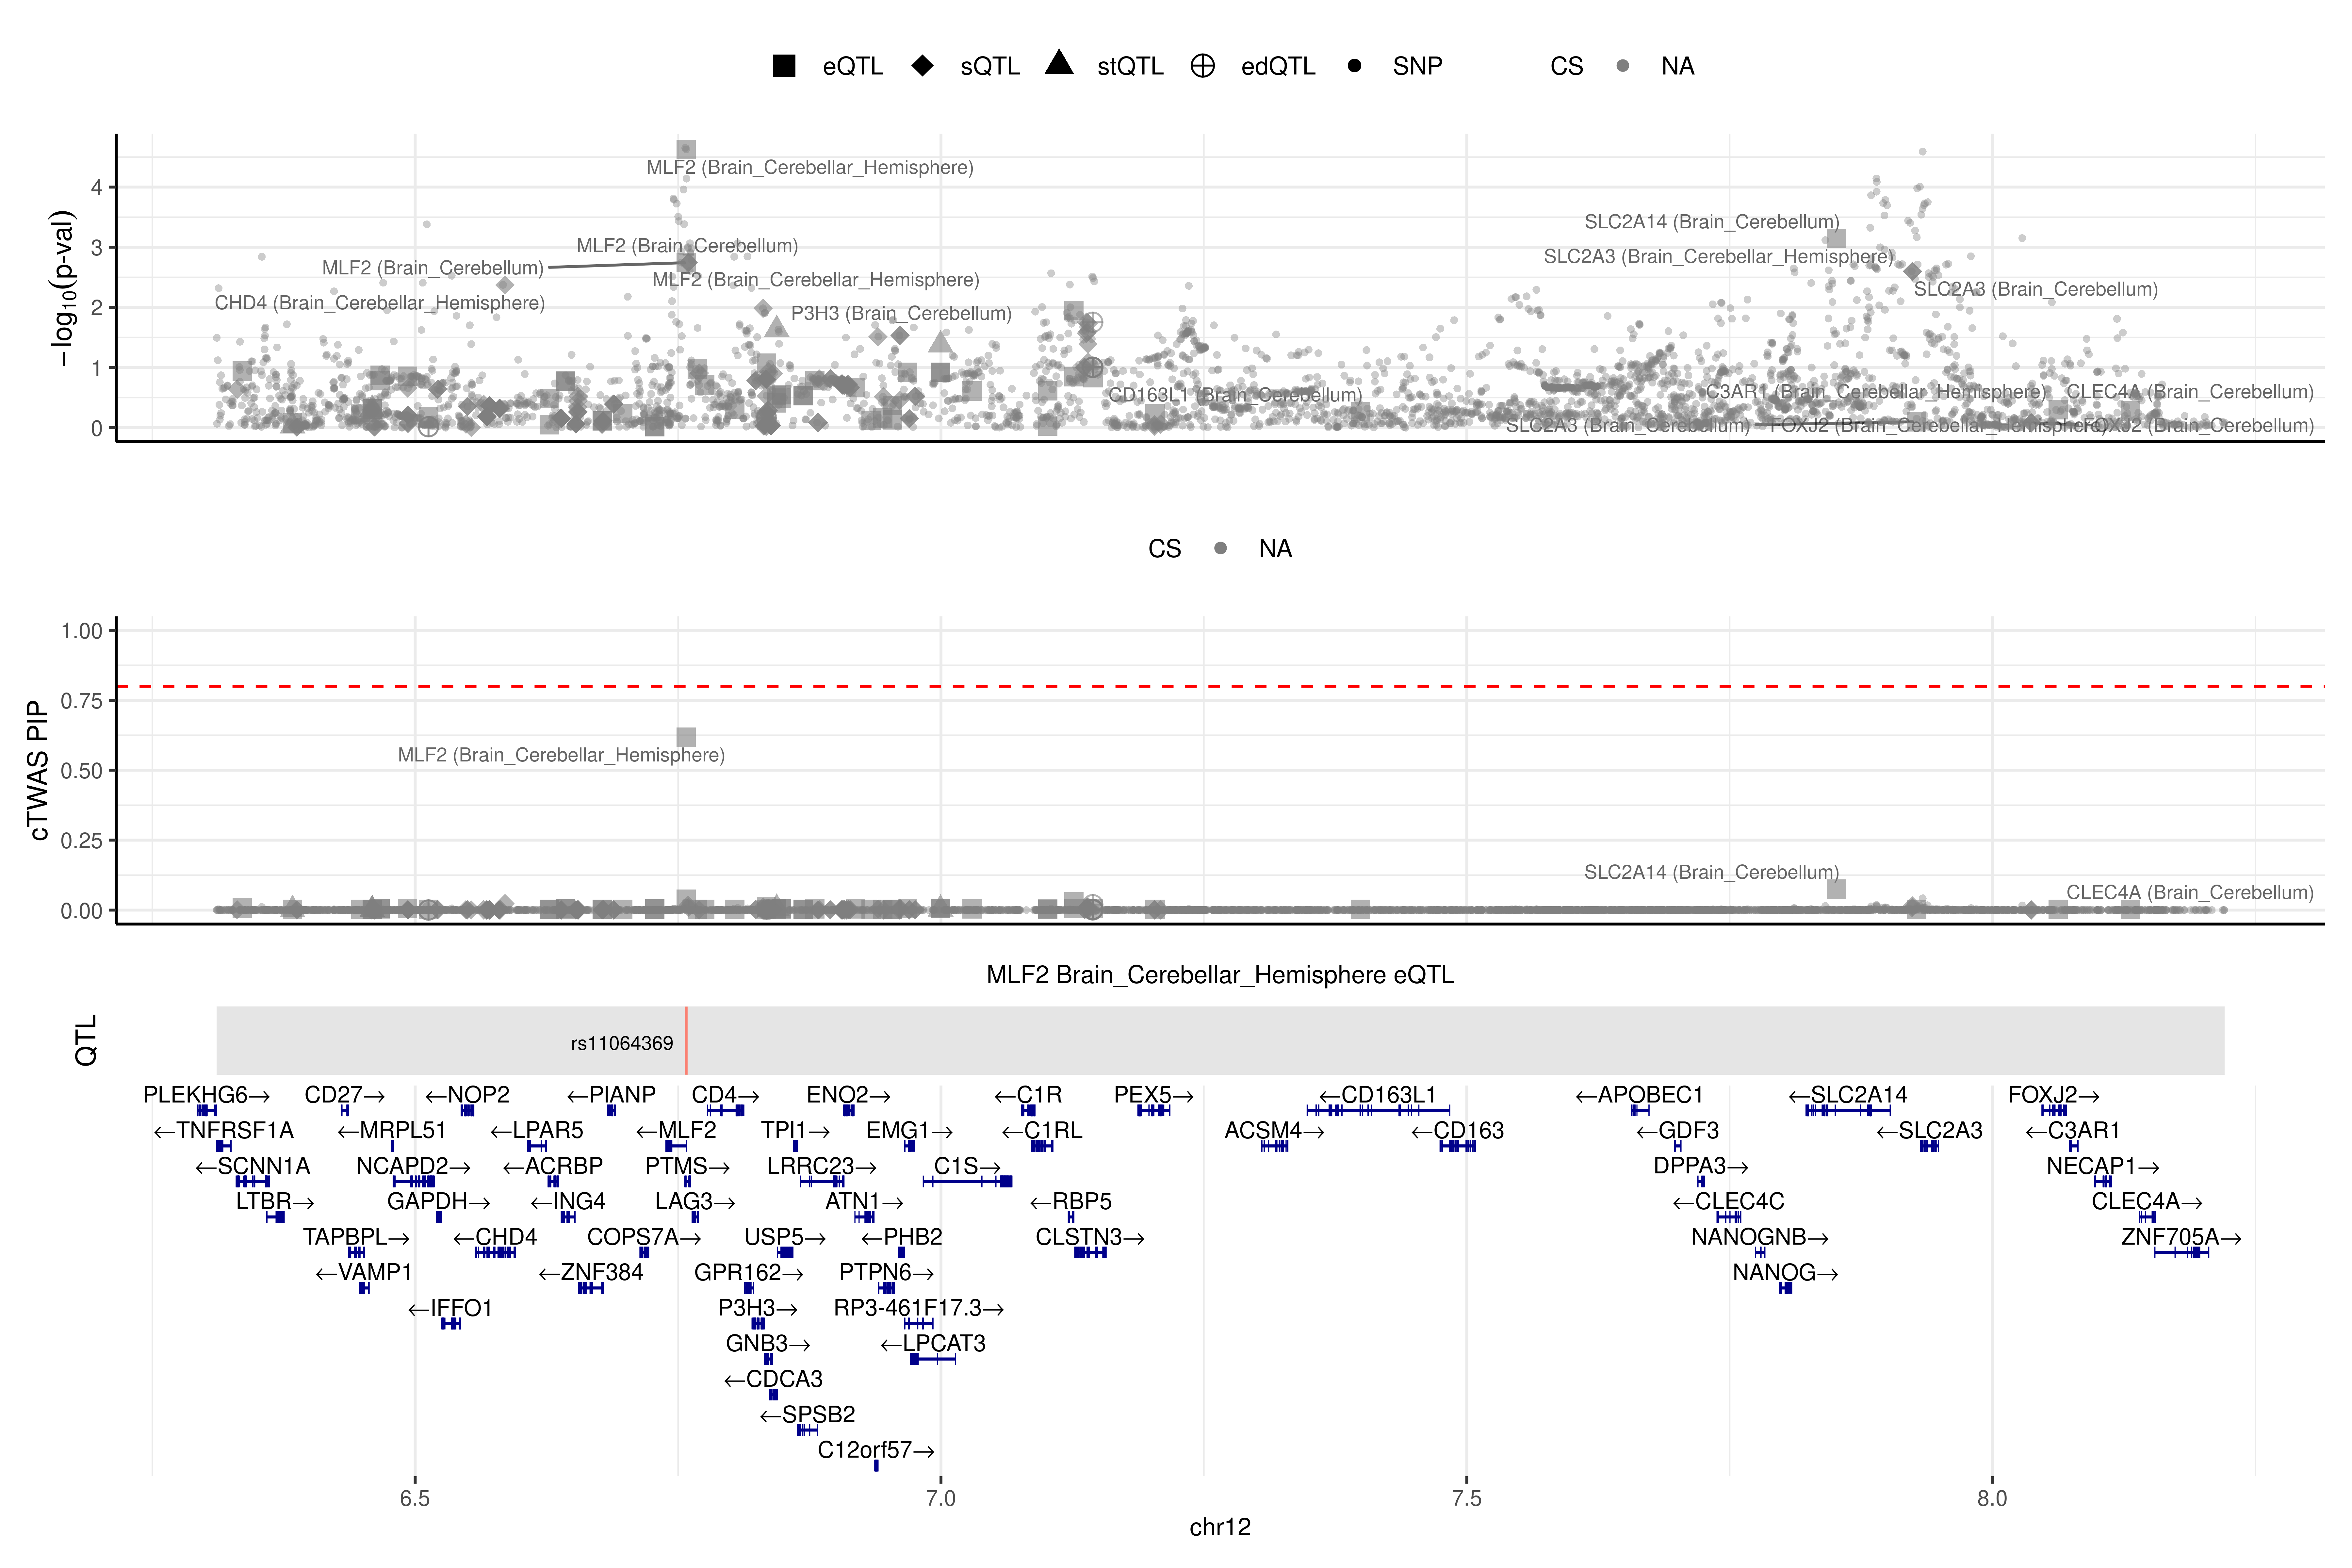 eQTL sQTL stQTL edQTL SNP CS NA
−log10(p-val)
4
3
2
1
0
MLF2 (Brain_Cerebellar_Hemisphere)
MLF2 (Brain_Cerebellum)
MLF2 (Brain_Cerebellum)
MLF2 (Brain_Cerebellar_Hemisphere)
CHD4 (Brain_Cerebellar_Hemisphere)
P3H3 (Brain_Cerebellum)
SLC2A14 (Brain_Cerebellum)
SLC2A3 (Brain_Cerebellar_Hemisphere)
SLC2A3 (Brain_Cerebellum)
CD163L1 (Brain_Cerebellum)
C3AR1 (Brain_Cerebellar_Hemisphere)
CLEC4A (Brain_Cerebellum)
SLC2A3 (Brain_Cerebellum)
FOXJ2 (Brain_Cerebellar_Hemisphere)
FOXJ2 (Brain_Cerebellum)
CS NA
cTWAS PIP
1.00
0.75
0.50
0.25
0.00
MLF2 (Brain_Cerebellar_Hemisphere)
SLC2A14 (Brain_Cerebellum)
CLEC4A (Brain_Cerebellum)
MLF2 Brain_Cerebellar_Hemisphere eQTL
QTL
rs11064369
PLEKHG6→ CD27→ ←NOP2 ←PIANP CD4→ ENO2→ ←C1R PEX5→ ←CD163L1 ←APOBEC1 ←SLC2A14 FOXJ2→
←TNFRSF1A ←MRPL51 ←LPAR5 ←MLF2 TPI1→ EMG1→ ←C1RL ACSM4→ ←CD163 ←GDF3 ←SLC2A3 ←C3AR1
←SCNN1A NCAPD2→ ←ACRBP PTMS→ LRRC23→ C1S→ DPPA3→ NECAP1→
LTBR→ GAPDH→ ←ING4 LAG3→ ATN1→ ←RBP5 ←CLEC4C CLEC4A→
TAPBPL→ ←CHD4 COPS7A→ USP5→ ←PHB2 CLSTN3→ NANOGNB→ ZNF705A→
←VAMP1 ←ZNF384 GPR162→ PTPN6→ NANOG→
←IFFO1 P3H3→ RP3-461F17.3→
GNB3→ ←LPCAT3
←CDCA3
←SPSB2
C12orf57→
6.5 7.0 7.5 8.0
chr12